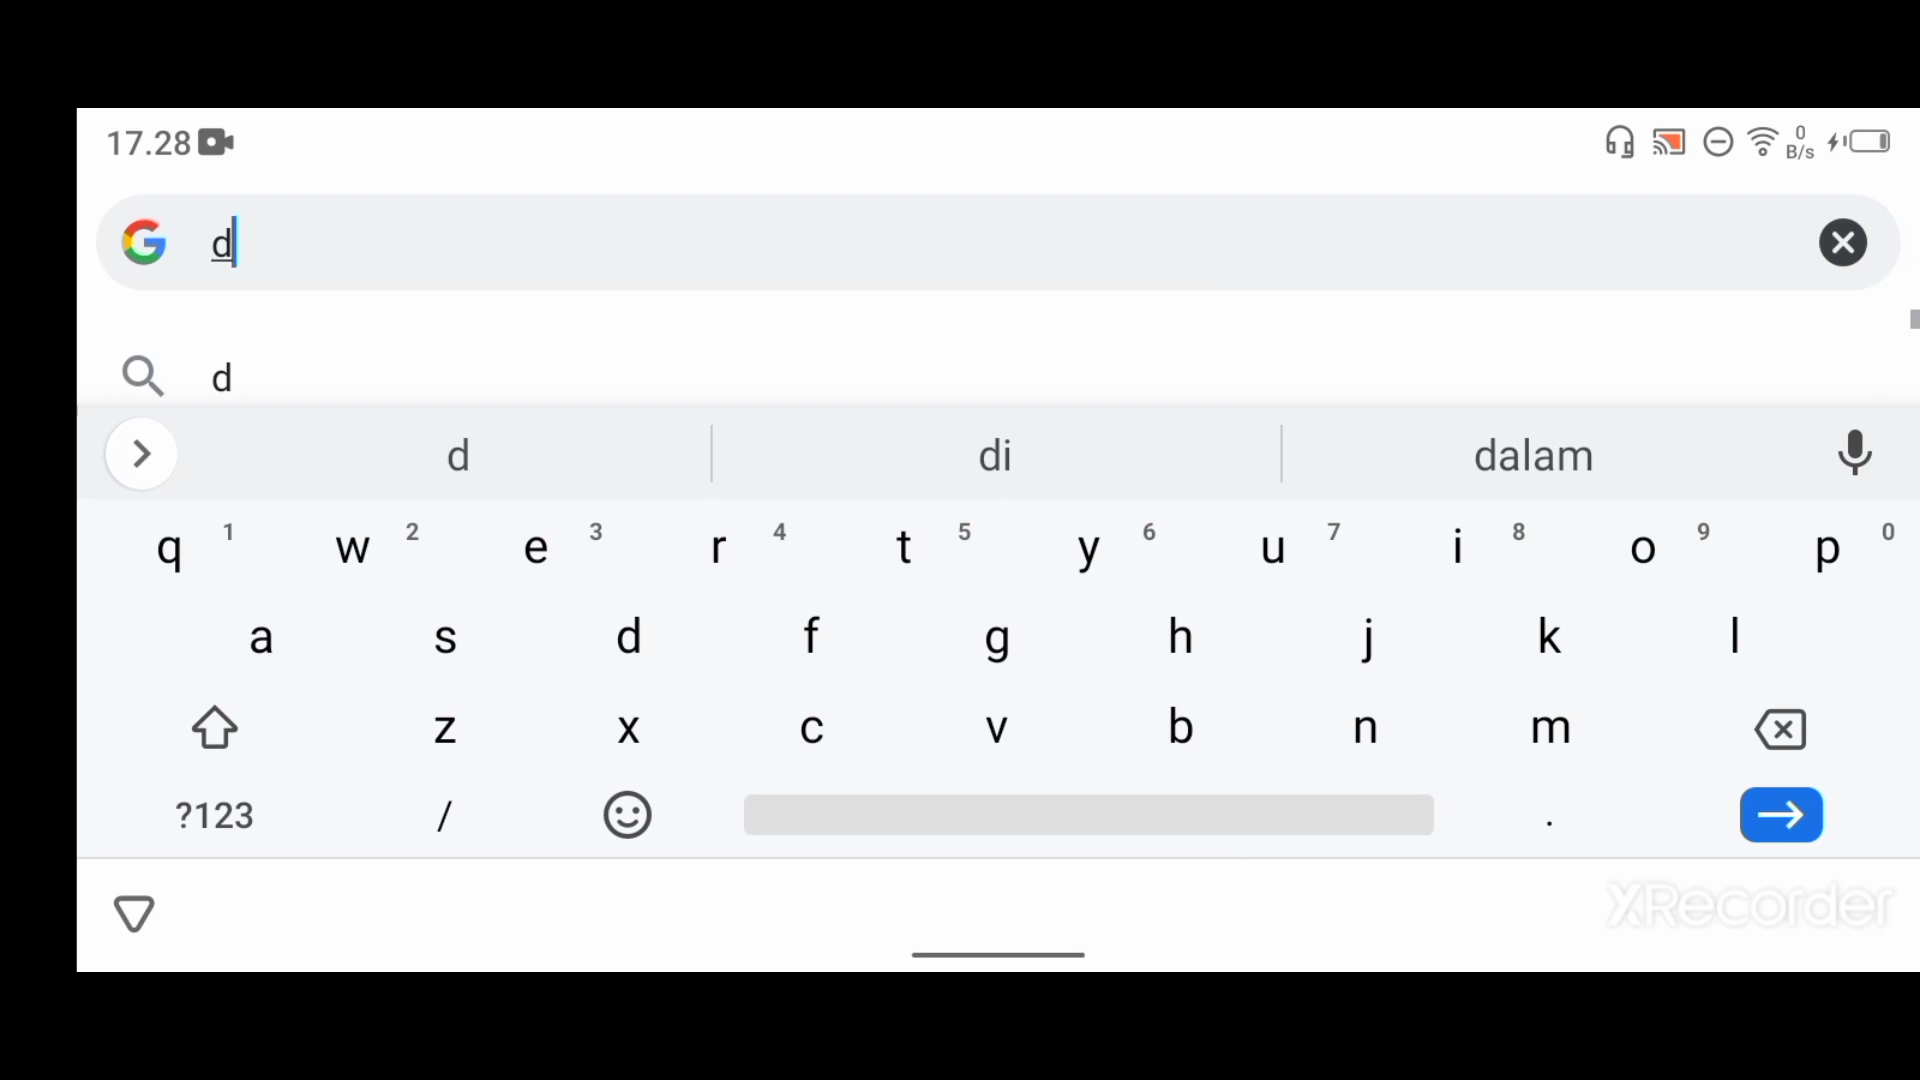 17.28 0 B/s
d
d
d di dalam
q 1 w 2 e 3 r 4 t 5 y 6 u 7 i 8 o 9 p 0
a s d f g h j k l
z x c v b n m
?123 / .
XRecorder